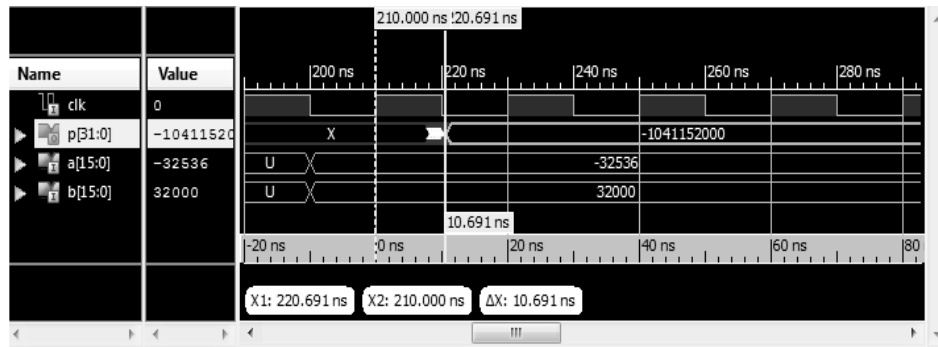 210.000 ns 20.691 ns
Name Value
200 ns 220 ns 240 ns 260 ns 280 ns
clk 0
p[31:0] -10411520 X -1041152000
a[15:0] -32536 U -32536
b[15:0] 32000 U 32000
10.691 ns
-20 ns 0 ns 20 ns 40 ns 60 ns 80
X1: 220.691 ns X2: 210.000 ns ΔX: 10.691 ns